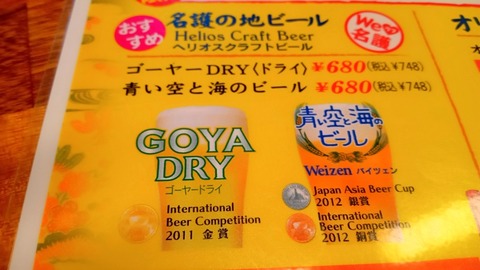 おすすめ
名護の地ビール
Helios Craft Beer
ヘリオスクラフトビール
We
名護
ゴーヤーDRY〈ドライ〉 ¥680(税込¥748)
青い空と海のビール ¥680(税込¥748)
GOYA
DRY
ゴーヤードライ
International
Beer Competition
2011 金賞
青い空と海の
ビール
Weizen バイツェン
Japan Asia Beer Cup
2012 銀賞
International
Beer Competition
2012 銅賞